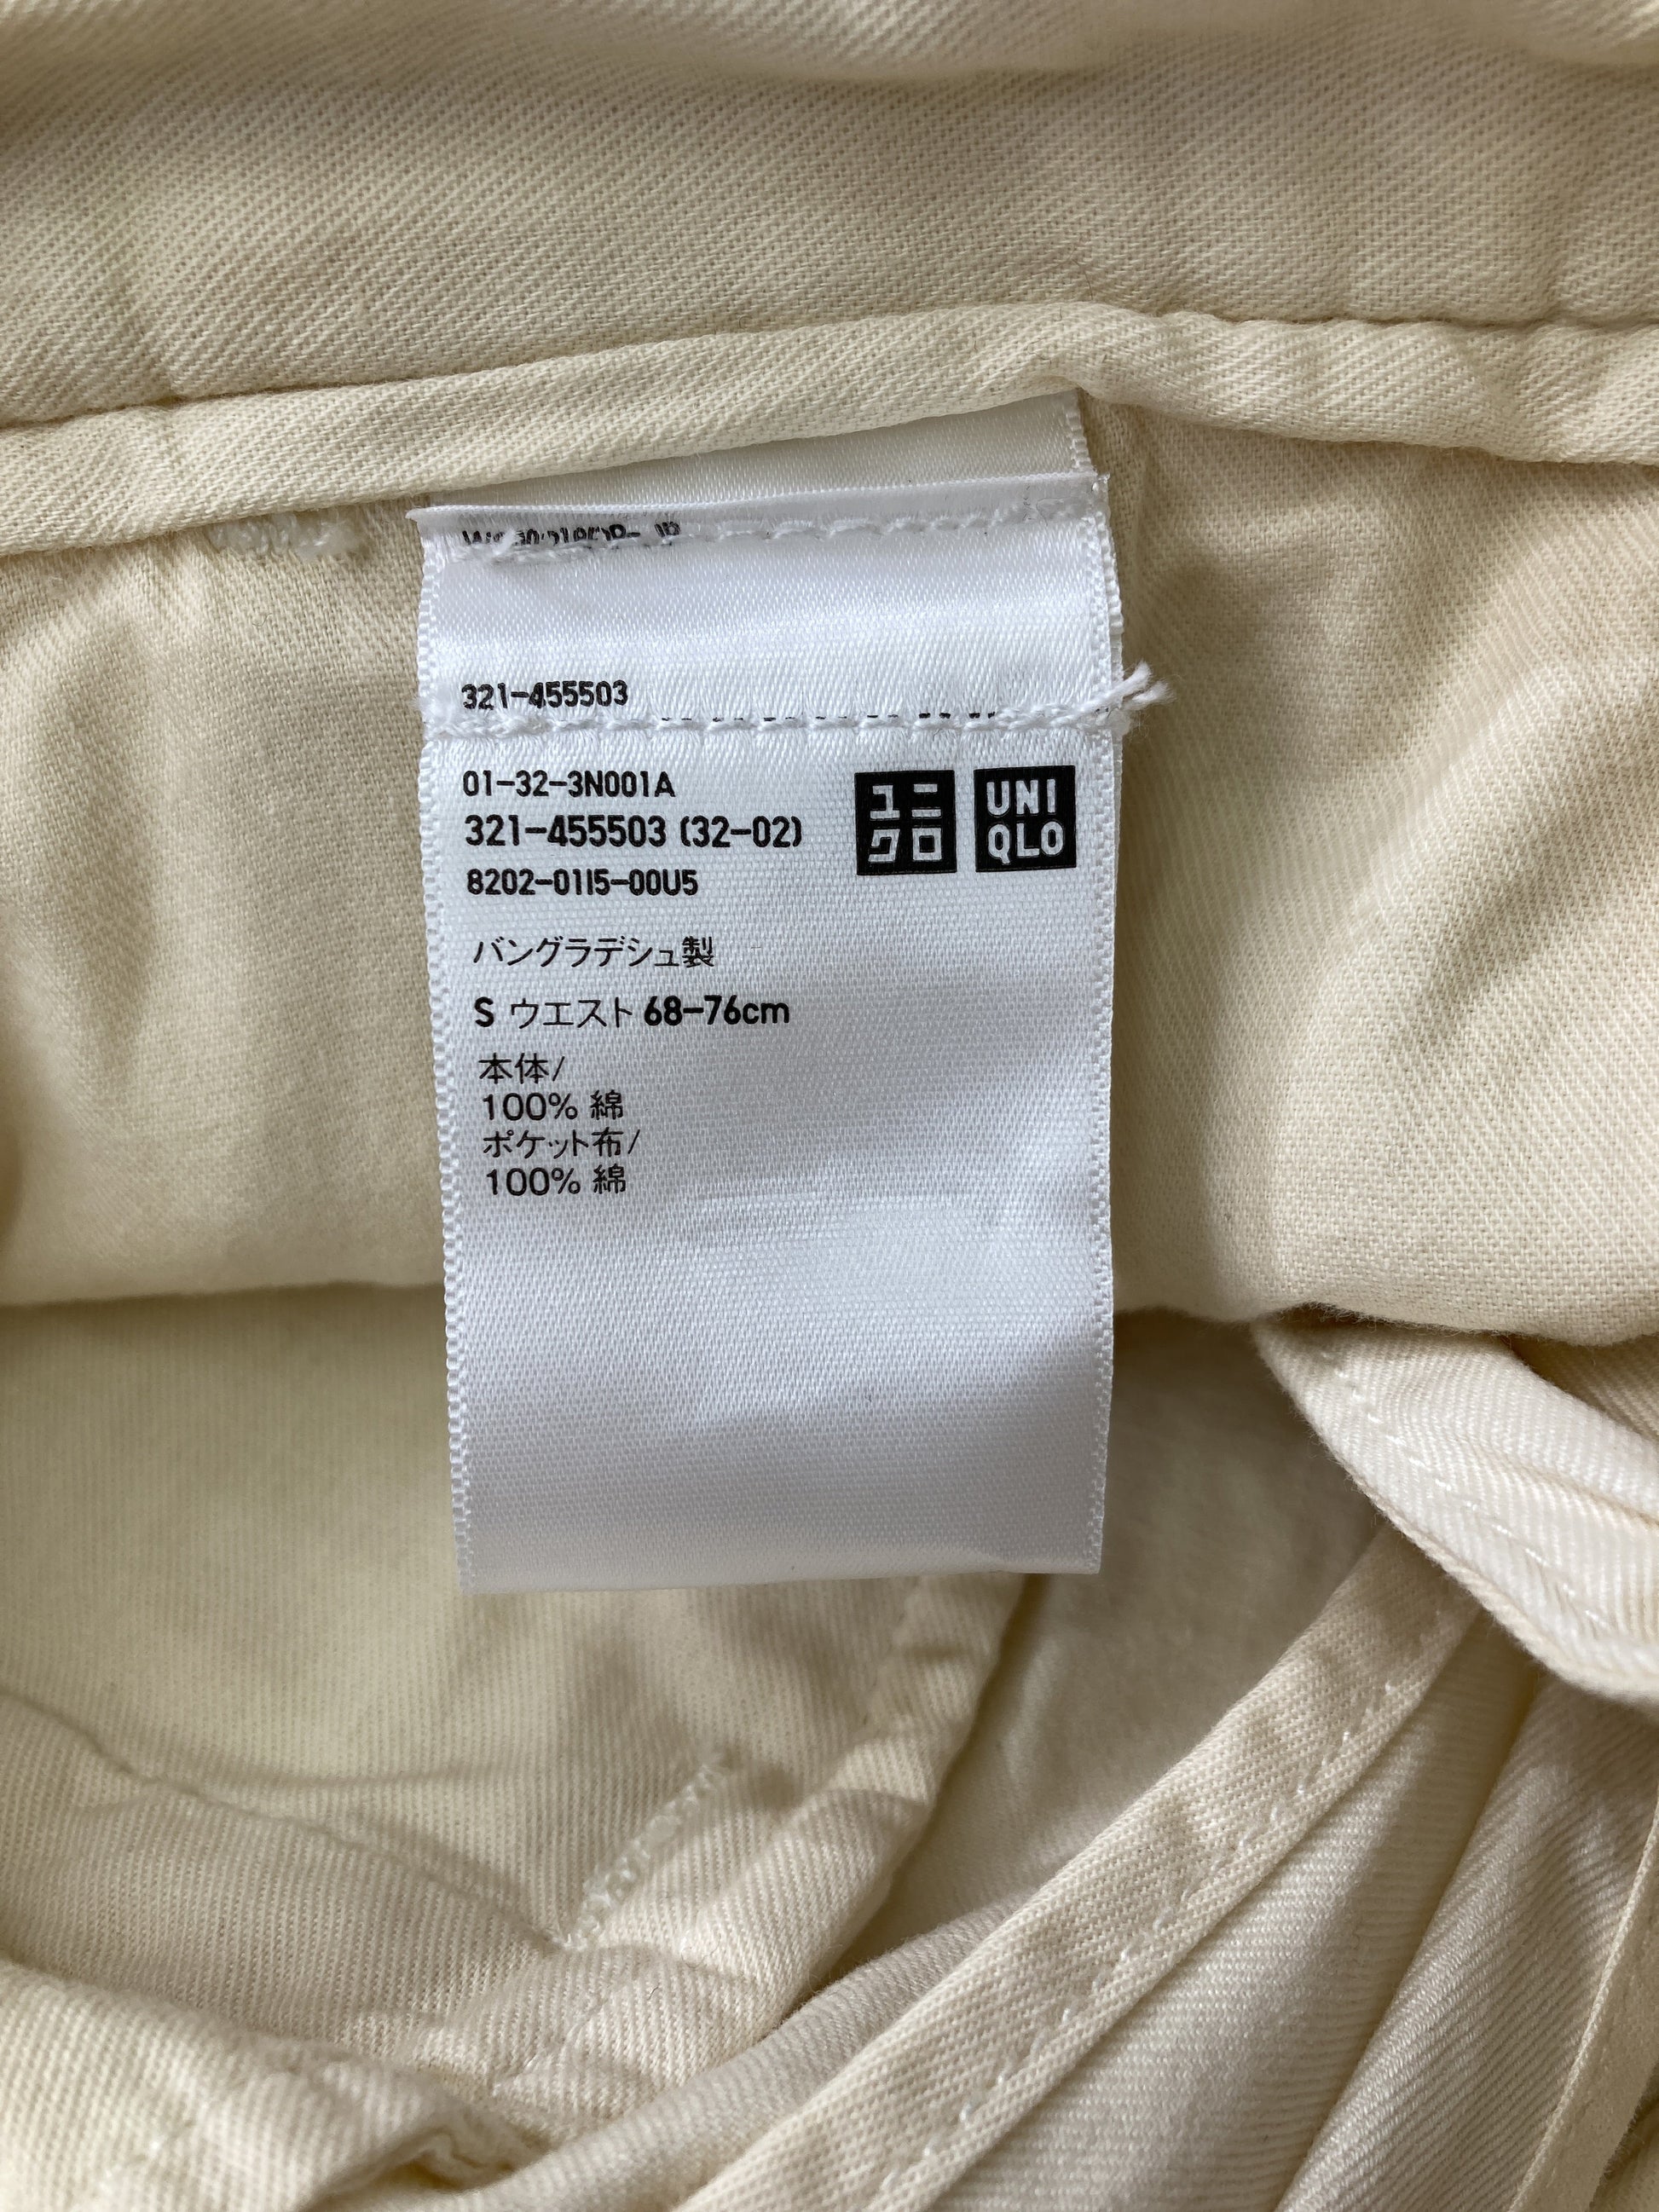 321-455503
01-32-3N001A
321-455503 (32-02)
8202-0115-00U5
ユニ
クロ
UNI
QLO
バングラデシュ製
S ウエスト 68-76cm
本体/
100% 綿
ポケット布/
100% 綿